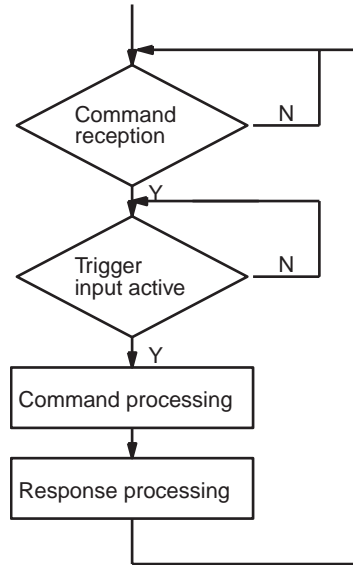 Command
reception
N
Y
Trigger
input active
N
Y
Command processing
Response processing